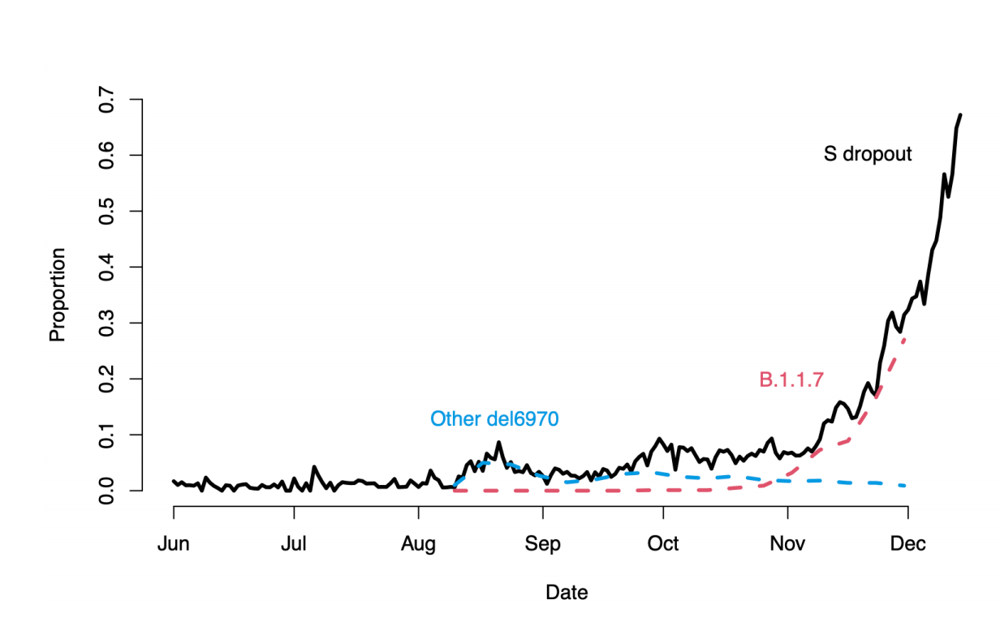 0.7
0.6
0.5
0.4
0.3
0.2
0.1
0.0
Proportion
S dropout
B.1.1.7
Other del6970
Jun Jul Aug Sep Oct Nov Dec
Date